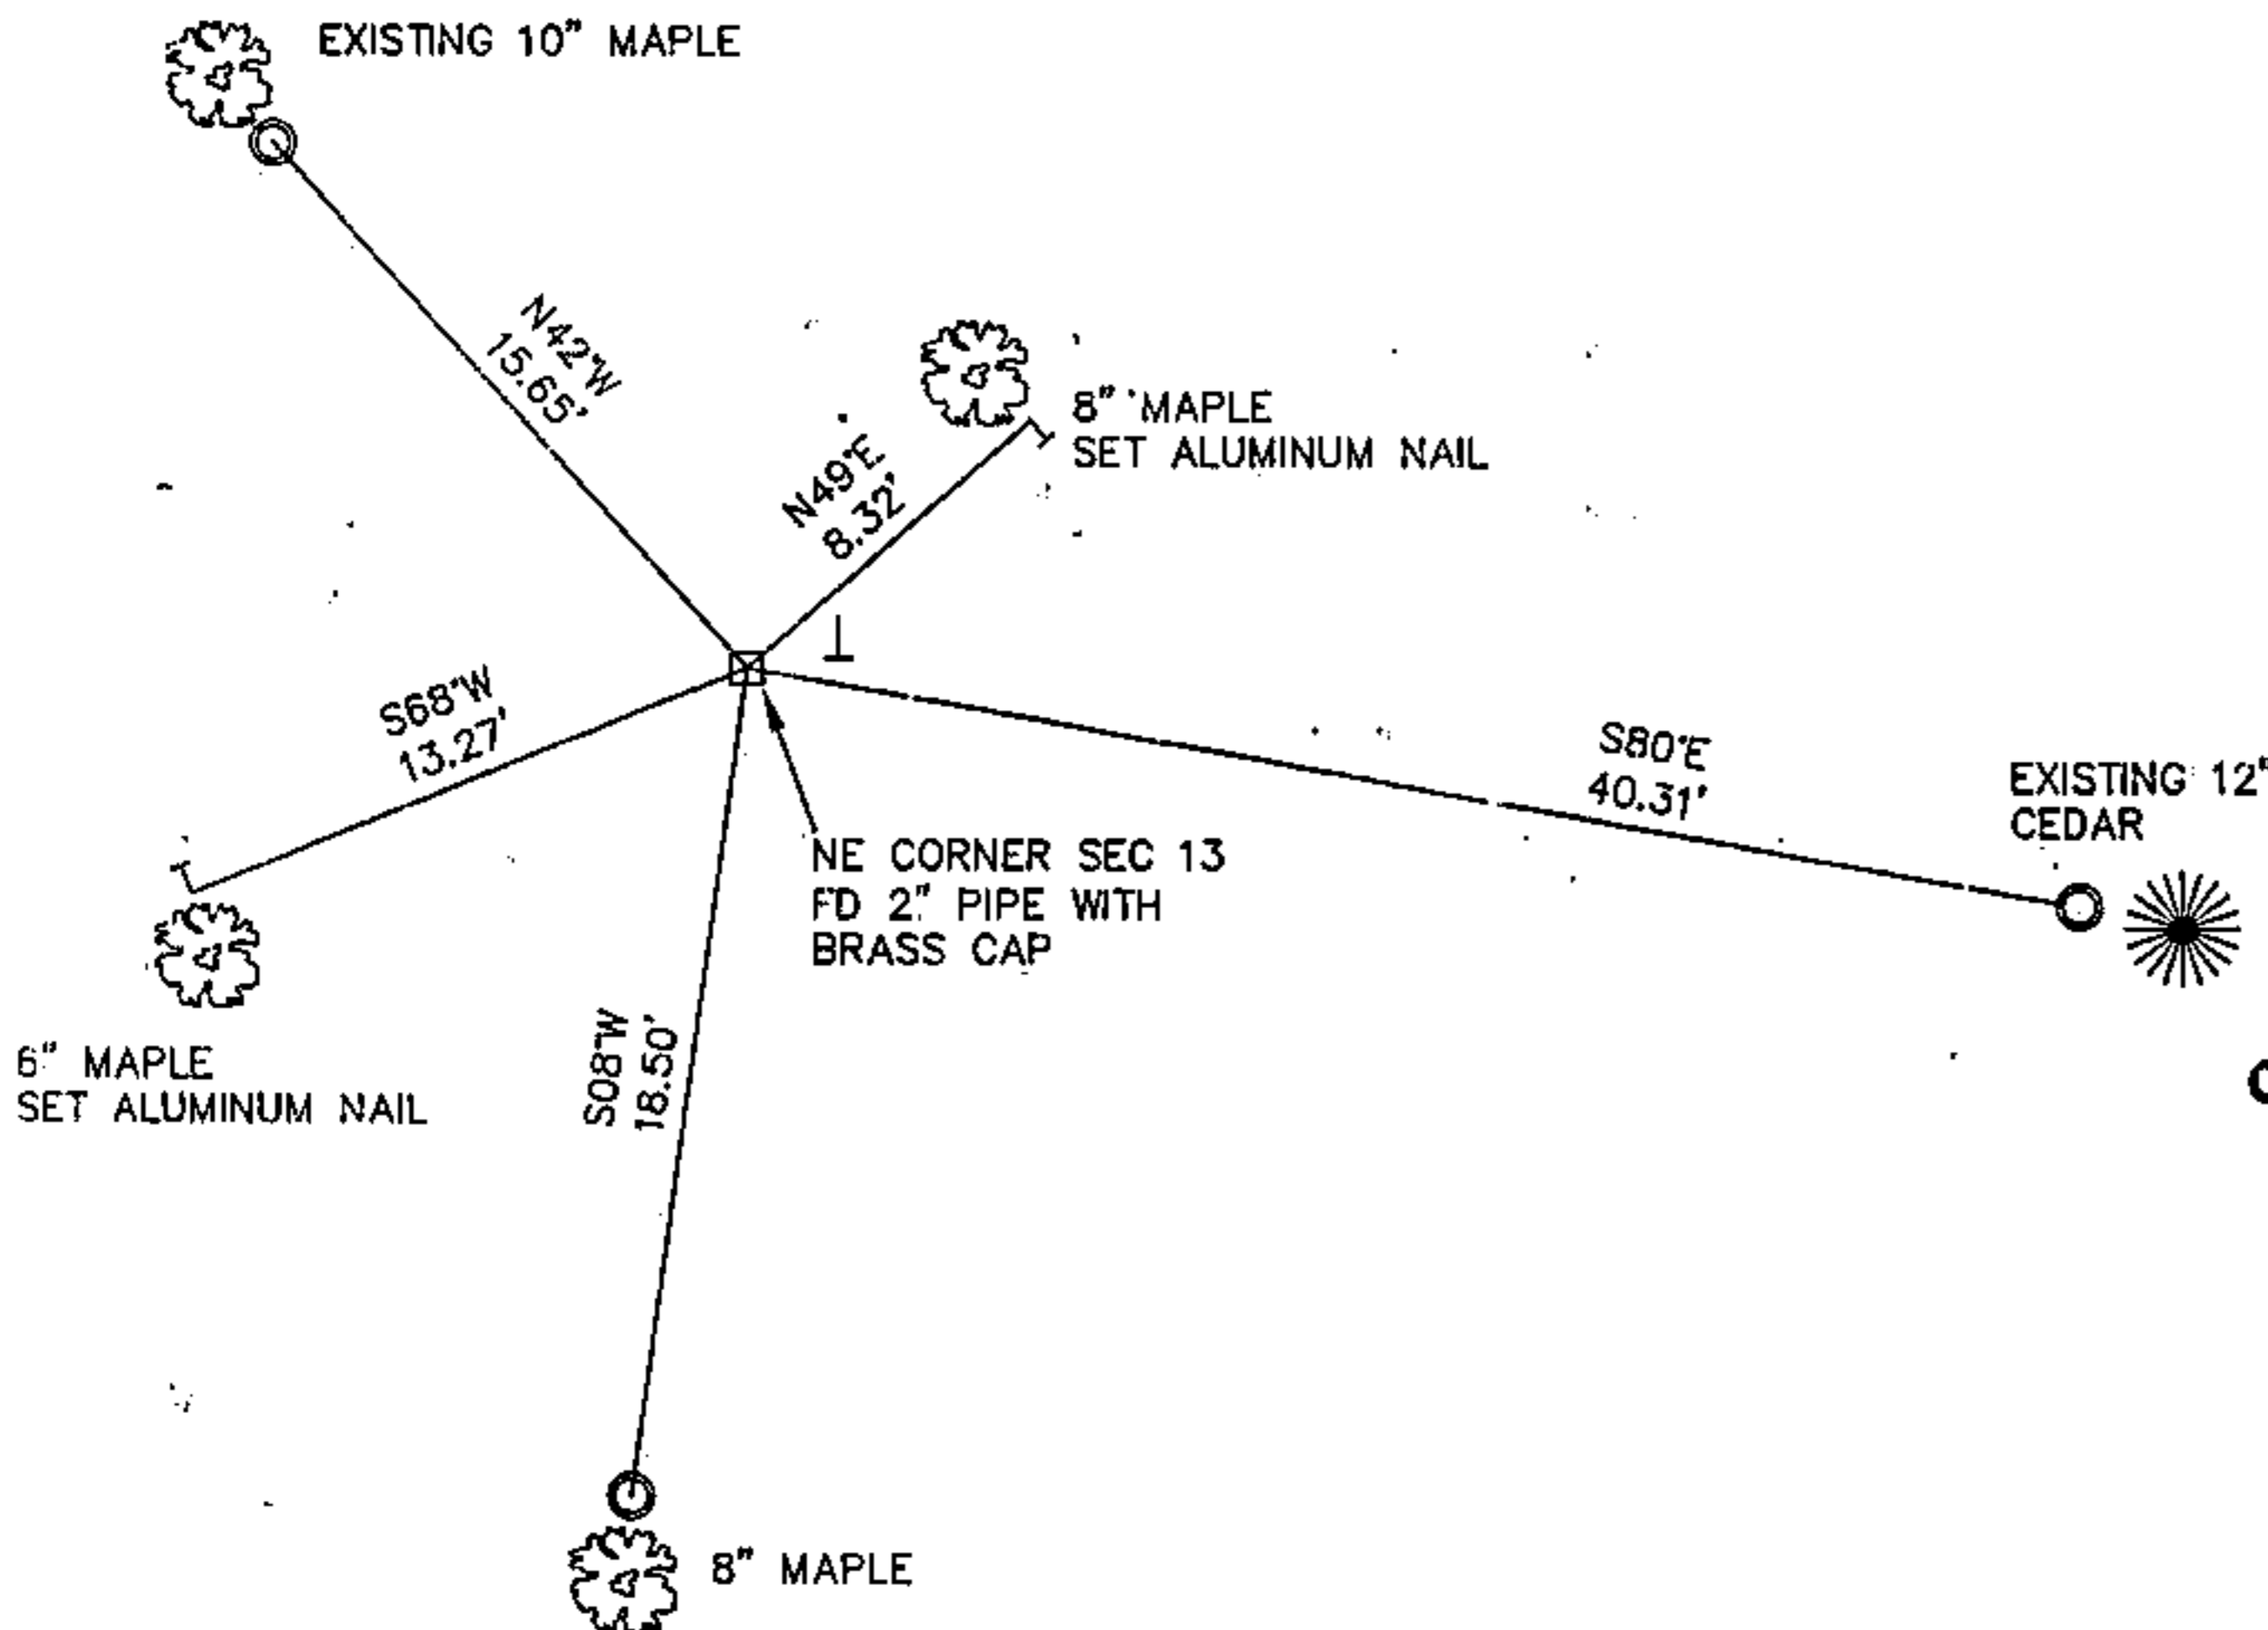 EXISTING 10" MAPLE
N42°W
15.65'
8" MAPLE
SET ALUMINUM NAIL
N49°E
8.32'
S68°W
13.27'
S80°E
40.31'
EXISTING 12"
CEDAR
NE CORNER SEC 13
FD 2" PIPE WITH
BRASS CAP
6" MAPLE
SET ALUMINUM NAIL
S08°W
18.50'
8" MAPLE